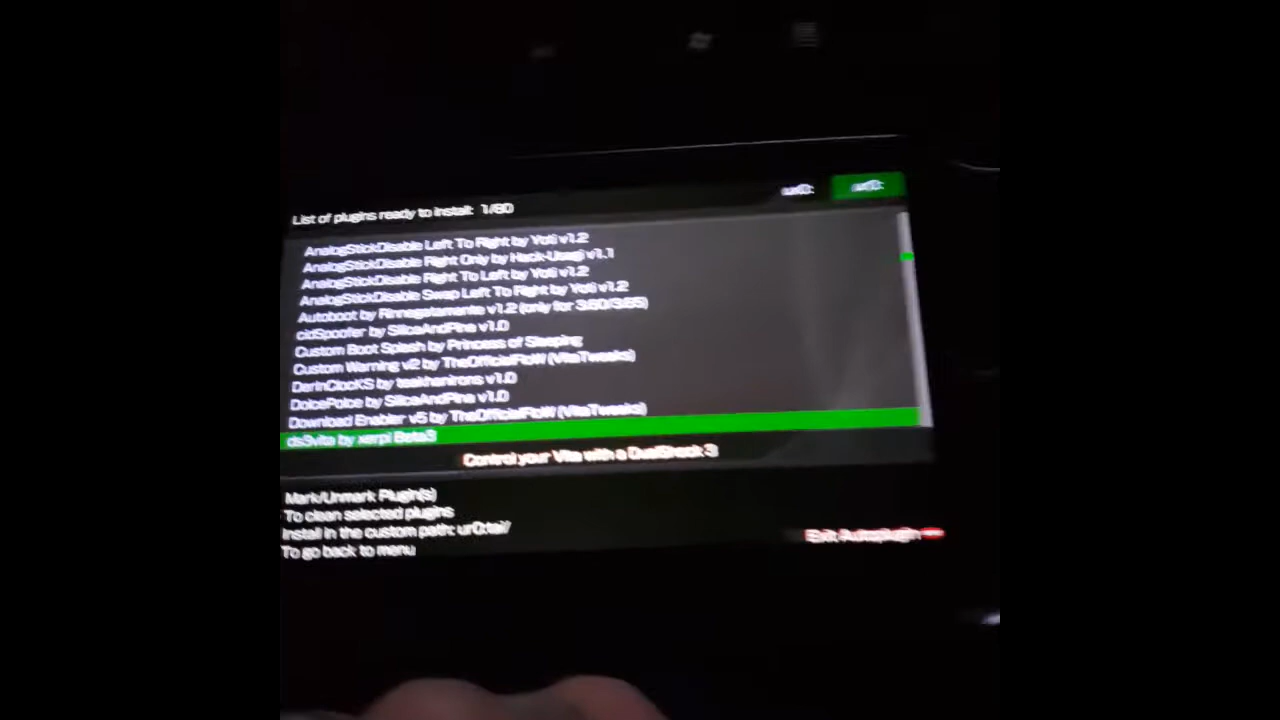 List of plugins ready to install: 1/60
ur0:
AnalogStickDisable Left To Right by Yoti v1.2
AnalogStickDisable Right Only by Hack-Usagi v1.1
AnalogStickDisable Right To Left by Yoti v1.2
AnalogStickDisable Swap Left To Right by Yoti v1.2
Autoboot by Rinnegatamante v1.2 (only for 3.60/3.65)
cidSpoofer by SilicaAndPina v1.0
Custom Boot Splash by Princess of Sleeping
Custom Warning v2 by TheOfficialFloW (VitaTweaks)
DerinClockS by teakhanirons v1.0
DolcePolce by SilicaAndPina v1.0
Download Enabler v5 by TheOfficialFloW (VitaTweaks)
ds3vita by xerpi Beta3
Control your Vita with a DualShock 3
Mark/Unmark Plugin(s)
To clean selected plugins
Install in the custom path: ur0:tai/
To go back to menu
Exit Autoplugin